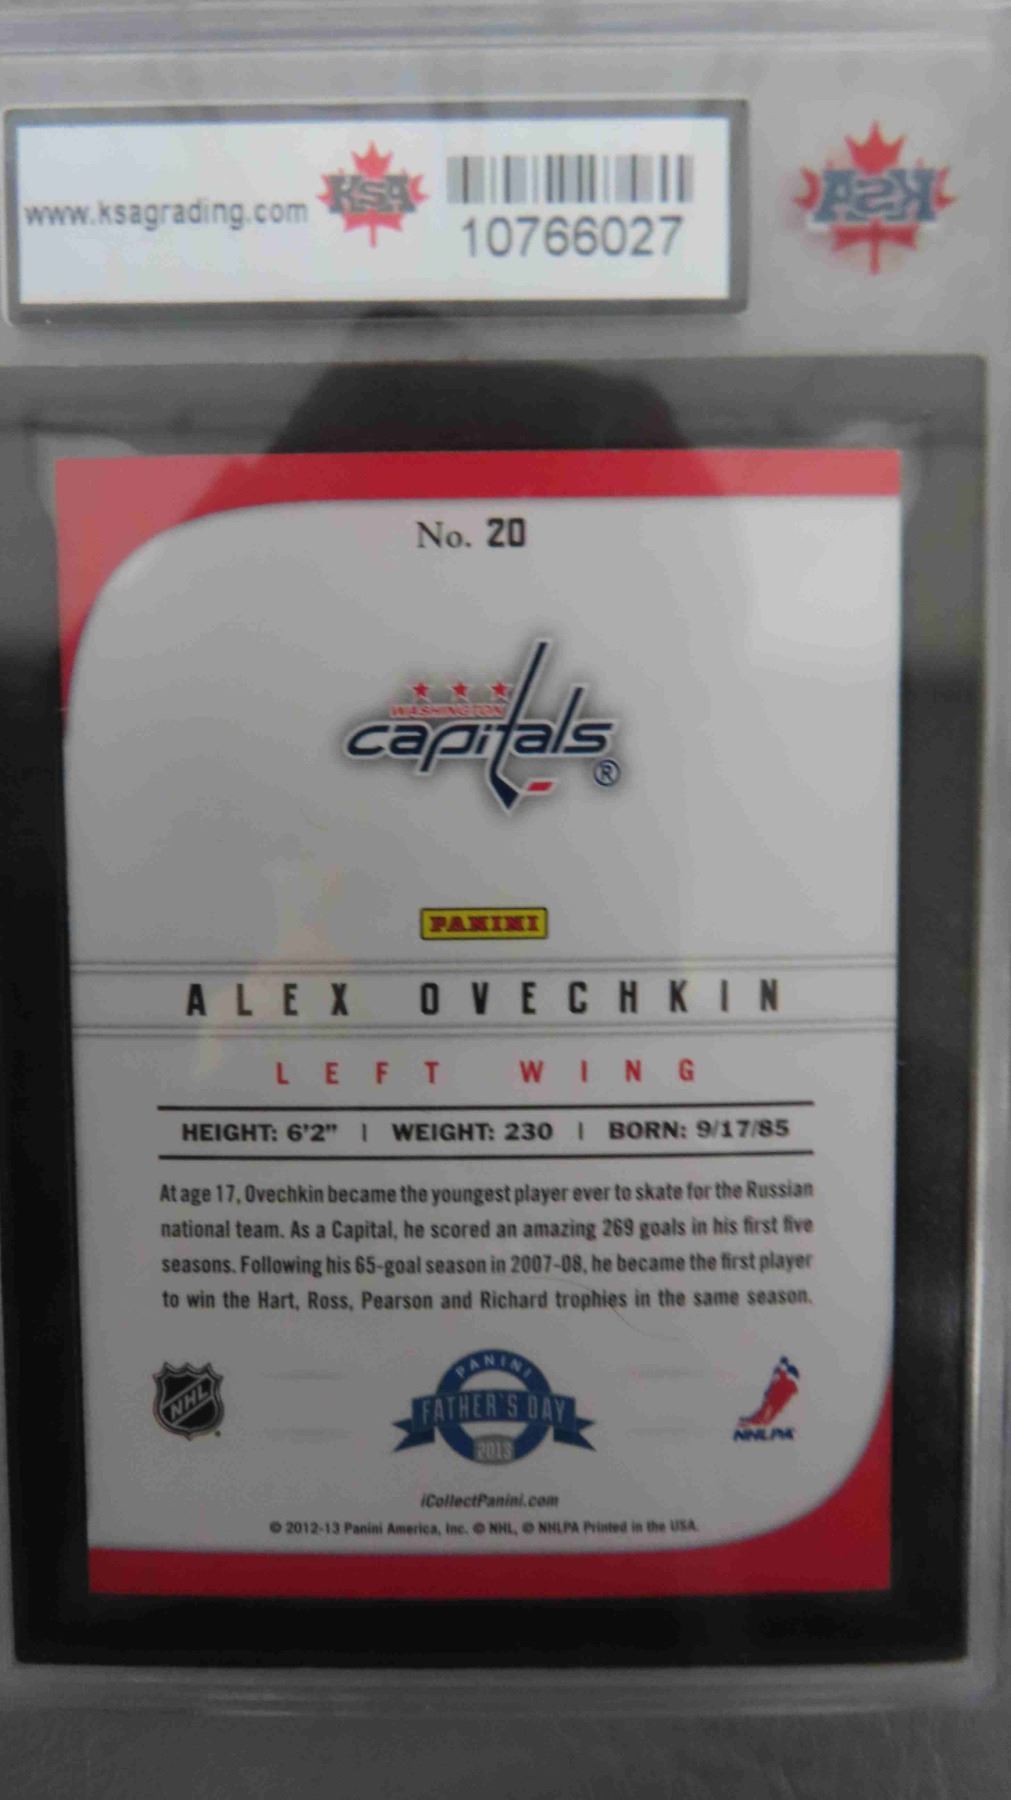 www.ksagrading.com
KSA
10766027
KSA
No. 20
WASHINGTON
capitals
®
PANINI
ALEX OVECHKIN
LEFT WING
HEIGHT: 6'2" | WEIGHT: 230 | BORN: 9/17/85
At age 17, Ovechkin became the youngest player ever to skate for the Russian
national team. As a Capital, he scored an amazing 269 goals in his first five
seasons. Following his 65-goal season in 2007-08, he became the first player
to win the Hart, Ross, Pearson and Richard trophies in the same season.
NHL
PANINI
FATHER'S DAY
2013
NHLPA
iCollectPanini.com
© 2012-13 Panini America, Inc. © NHL, © NHLPA Printed in the USA.